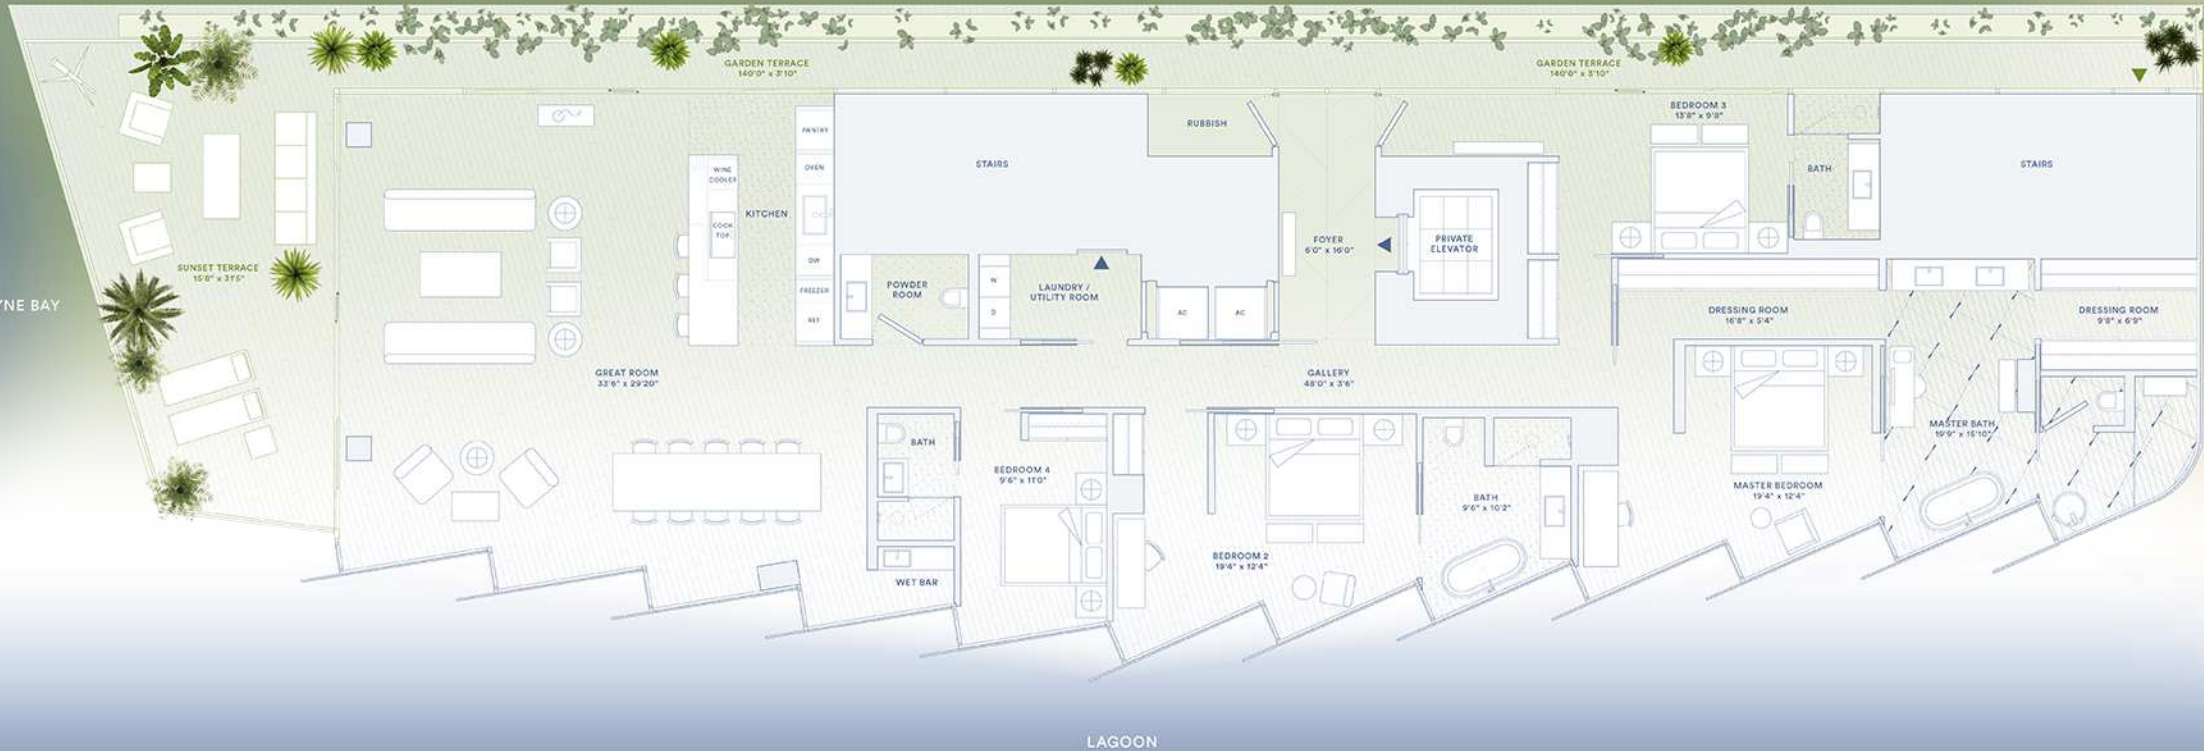 GARDEN TERRACE
140'0" x 3'10"
GARDEN TERRACE
140'0" x 3'10"
BEDROOM 3
13'8" x 9'8"
RUBBISH
PANTRY
STAIRS
STAIRS
OVEN
WINE
COOLER
BATH
KITCHEN
COOK
TOP
FOYER
6'0" x 16'0"
PRIVATE
ELEVATOR
DW
SUNSET TERRACE
15'8" x 31'5"
POWDER
ROOM
W
LAUNDRY /
UTILITY ROOM
FREEZER
YNE BAY
D
AC
AC
REF
DRESSING ROOM
16'8" x 5'4"
DRESSING ROOM
9'8" x 6'9"
GREAT ROOM
33'6" x 29'20"
GALLERY
48'0" x 3'6"
MASTER BATH
19'9" x 15'10"
BATH
BEDROOM 4
9'6" x 11'0"
MASTER BEDROOM
19'4" x 12'4"
BATH
9'6" x 10'2"
BEDROOM 2
19'4" x 12'4"
WET BAR
LAGOON